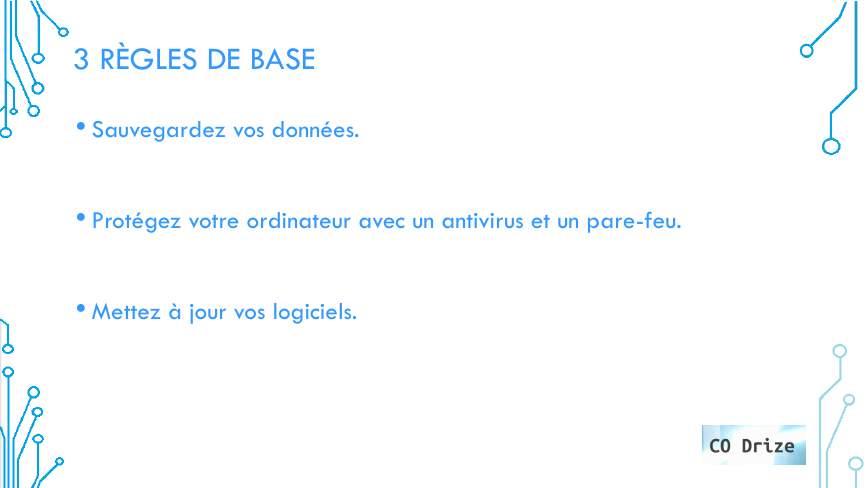 3 RÈGLES DE BASE
• Sauvegardez vos données.
• Protégez votre ordinateur avec un antivirus et un pare-feu.
• Mettez à jour vos logiciels.
CO Drize